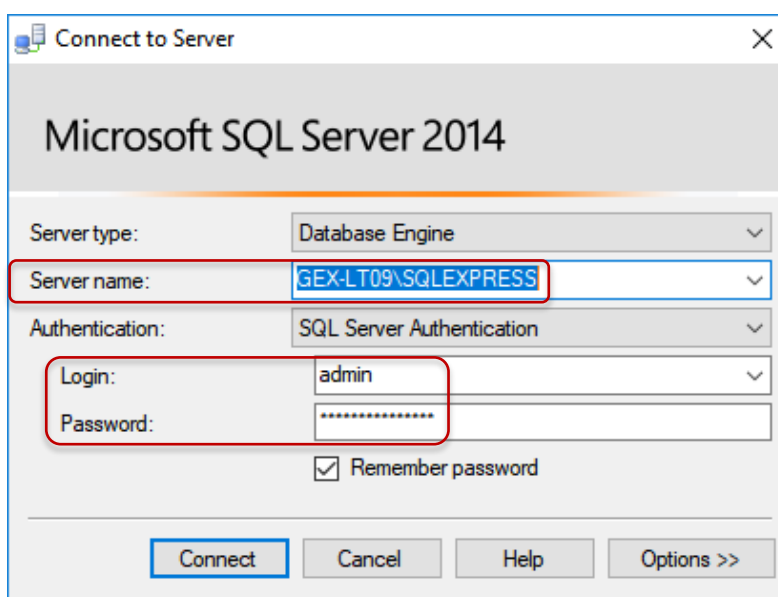 Connect to Server
Microsoft SQL Server 2014
Server type: Database Engine
Server name: GEX-LT09\SQLEXPRESS
Authentication: SQL Server Authentication
Login: admin
Password: ***************
Remember password
Connect Cancel Help Options >>